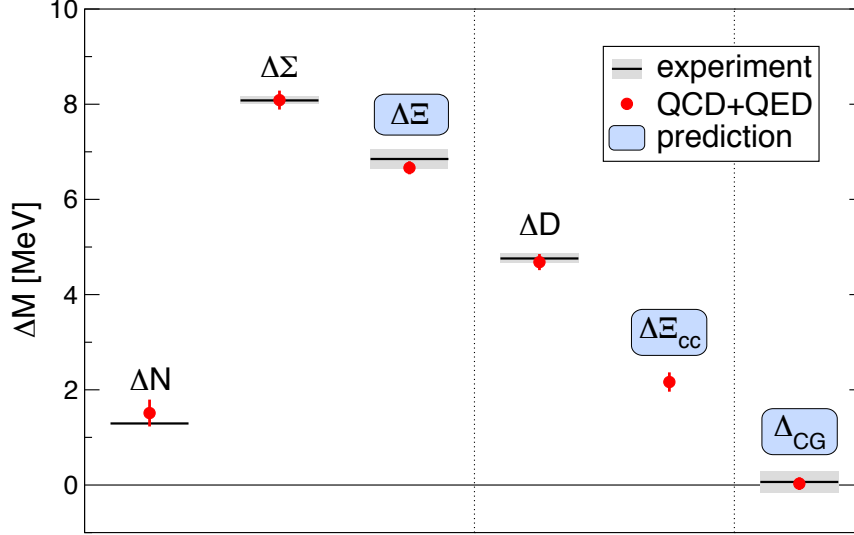 10
8
6
4
2
0
ΔM [MeV]
ΔN
ΔΣ
ΔΞ
ΔD
ΔΞcc
ΔCG
experiment
QCD+QED
prediction